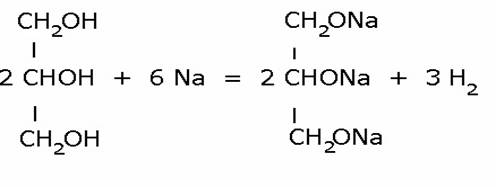 CH₂OH CH₂ONa
| |
2 CHOH + 6 Na = 2 CHONa + 3 H₂
| |
CH₂OH CH₂ONa